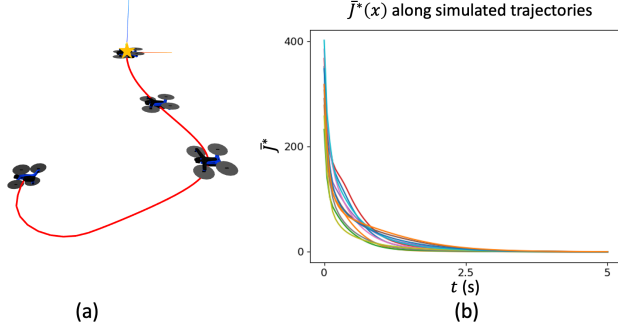 J̄*(x) along simulated trajectories
400
200
0
J̄*
0
2.5
5
t (s)
(a)
(b)